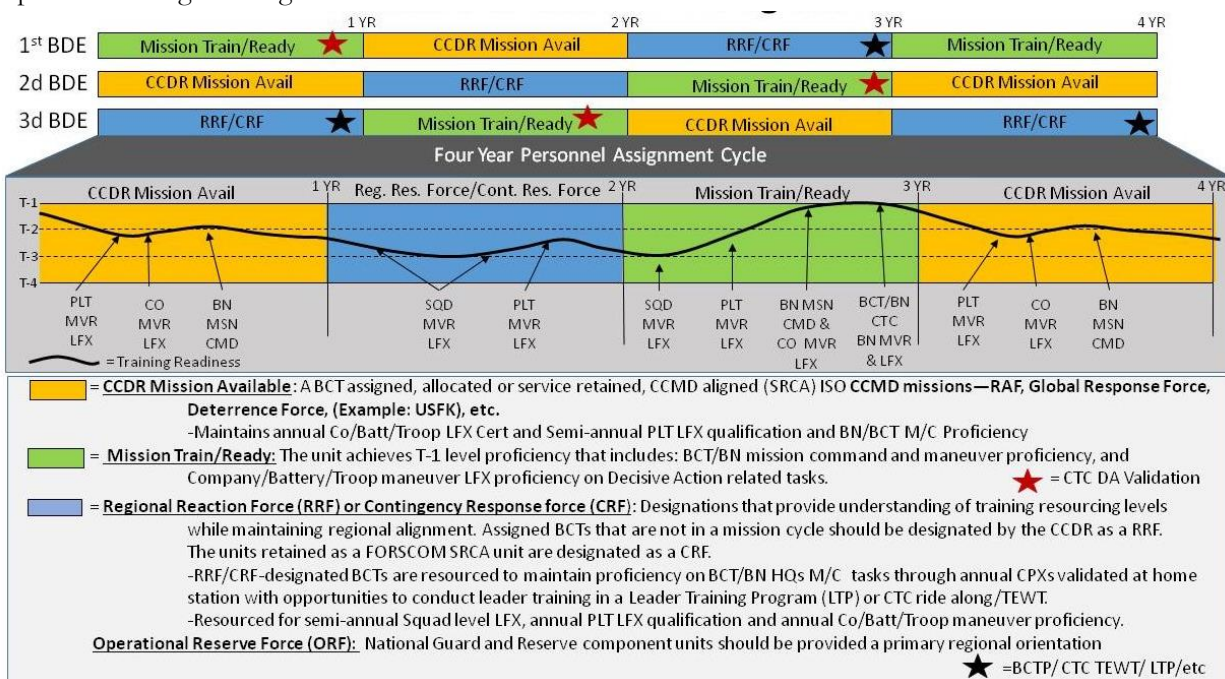 1 YR 2 YR 3 YR 4 YR
1st BDE Mission Train/Ready CCDR Mission Avail RRF/CRF Mission Train/Ready
2d BDE CCDR Mission Avail RRF/CRF Mission Train/Ready CCDR Mission Avail
3d BDE RRF/CRF Mission Train/Ready CCDR Mission Avail RRF/CRF
Four Year Personnel Assignment Cycle
CCDR Mission Avail 1 YR Reg. Res. Force/Cont. Res. Force 2 YR Mission Train/Ready 3 YR CCDR Mission Avail 4 YR
T-1
T-2
T-3
T-4
PLT
MVR
LFX
CO
MVR
LFX
BN
MSN
CMD
SQD
MVR
LFX
PLT
MVR
LFX
SQD
MVR
LFX
PLT
MVR
LFX
BN MSN
CMD &
CO MVR
LFX
BCT/BN
CTC
BN MVR
& LFX
PLT
MVR
LFX
CO
MVR
LFX
BN
MSN
CMD
= Training Readiness
= CCDR Mission Available: A BCT assigned, allocated or service retained, CCMD aligned (SRCA) ISO CCMD missions—RAF, Global Response Force,
Deterrence Force, (Example: USFK), etc.
-Maintains annual Co/Batt/Troop LFX Cert and Semi-annual PLT LFX qualification and BN/BCT M/C Proficiency
= Mission Train/Ready: The unit achieves T-1 level proficiency that includes: BCT/BN mission command and maneuver proficiency, and
Company/Battery/Troop maneuver LFX proficiency on Decisive Action related tasks.
= CTC DA Validation
= Regional Reaction Force (RRF) or Contingency Response force (CRF): Designations that provide understanding of training resourcing levels
while maintaining regional alignment. Assigned BCTs that are not in a mission cycle should be designated by the CCDR as a RRF.
The units retained as a FORSCOM SRCA unit are designated as a CRF.
-RRF/CRF-designated BCTs are resourced to maintain proficiency on BCT/BN HQs M/C tasks through annual CPXs validated at home
station with opportunities to conduct leader training in a Leader Training Program (LTP) or CTC ride along/TEWT.
-Resourced for semi-annual Squad level LFX, annual PLT LFX qualification and annual Co/Batt/Troop maneuver proficiency.
Operational Reserve Force (ORF): National Guard and Reserve component units should be provided a primary regional orientation
=BCTP/ CTC TEWT/ LTP/etc